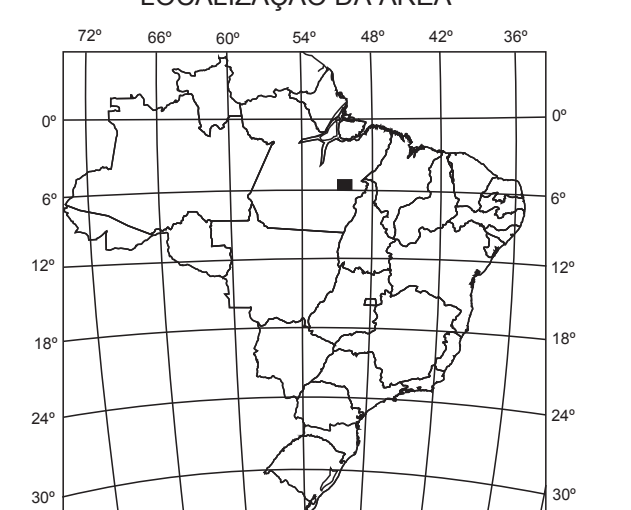 LOCALIZAÇÃO DA ÁREA
72º 66º 60º 54º 48º 42º 36º
0º 0º
6º 6º
12º 12º
18º 18º
24º 24º
30º 30º